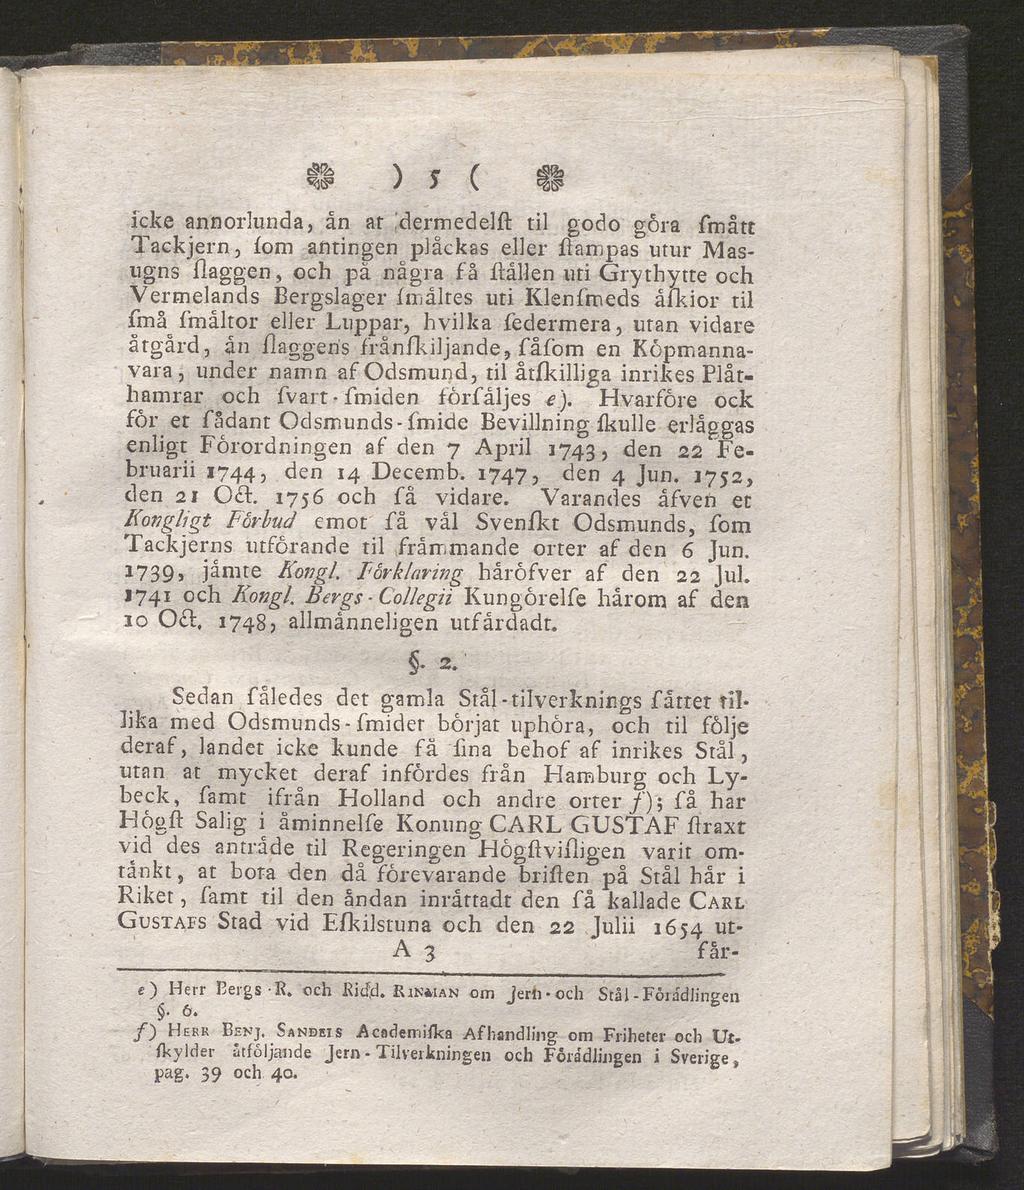 ❁ ) 5 ( ❁
icke annorlunda, än at dermedelſt til godo göra ſmått
Tackjern, ſom antingen plåckas eller ſtampas utur Mas-
ugns ſlaggen, och på några få ſtällen uti Grythytte och
Vermelands Bergslager ſmältes uti Klenſmeds äſkior til
ſmå ſmältor eller Luppar, hvilka ſedermera, utan vidare
åtgård, än ſlaggens frånſkiljande, ſåſom en Köpmanna-
vara, under namn af Odsmund, til åtſkilliga inrikes Plåt-
hamrar och ſvart-ſmiden förſäljes e). Hvarföre ock
för et ſådant Odsmunds-ſmide Bevillning ſkulle erläggas
enligt Förordningen af den 7 April 1743, den 22 Fe-
bruarii 1744, den 14 Decemb. 1747, den 4 Jun. 1752,
den 21 Oct. 1756 och ſå vidare. Varandes äfven et
Kongligt Förbud emot ſå väl Svenſkt Odsmunds, ſom
Tackjerns utförande til främmande orter af den 6 Jun.
1739, jämte Kongl. Förklaring häröfver af den 22 Jul.
1741 och Kongl. Bergs-Collegii Kungörelſe härom af den
10 Oct. 1748, allmänneligen utfärdadt.
§. 2.
Sedan ſåledes det gamla Stål-tilverknings ſättet til-
lika med Odsmunds-ſmidet börjat uphöra, och til följe
deraf, landet icke kunde få ſina behof af inrikes Stål,
utan at mycket deraf infördes från Hamburg och Ly-
beck, ſamt ifrån Holland och andre orter f); ſå har
Högſt Salig i åminnelſe Konung CARL GUSTAF ſtraxt
vid des anträde til Regeringen Högſtviſligen varit om-
tänkt, at bota den då förevarande briſten på Stål här i
Riket, ſamt til den ändan inrättadt den ſå kallade CARL
GUSTAFS Stad vid Eſkilstuna och den 22 Julii 1654 ut-
A 3 får-
e) Herr Bergs-R. och Ridd. RINMAN om Jern-och Stål-Förädlingen
§. 6.
f) HERR BENJ. SANDELS Academiſka Afhandling om Friheter och Ut-
ſkylder åtföljande Jern-Tilverkningen och Förädlingen i Sverige,
pag. 39 och 40.